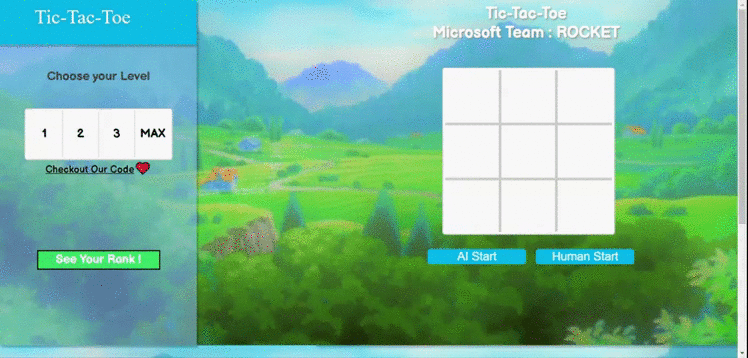 Tic-Tac-Toe
Choose your Level
1 2 3 MAX
Checkout Our Code
See Your Rank !
Tic-Tac-Toe
Microsoft Team : ROCKET
AI Start Human Start